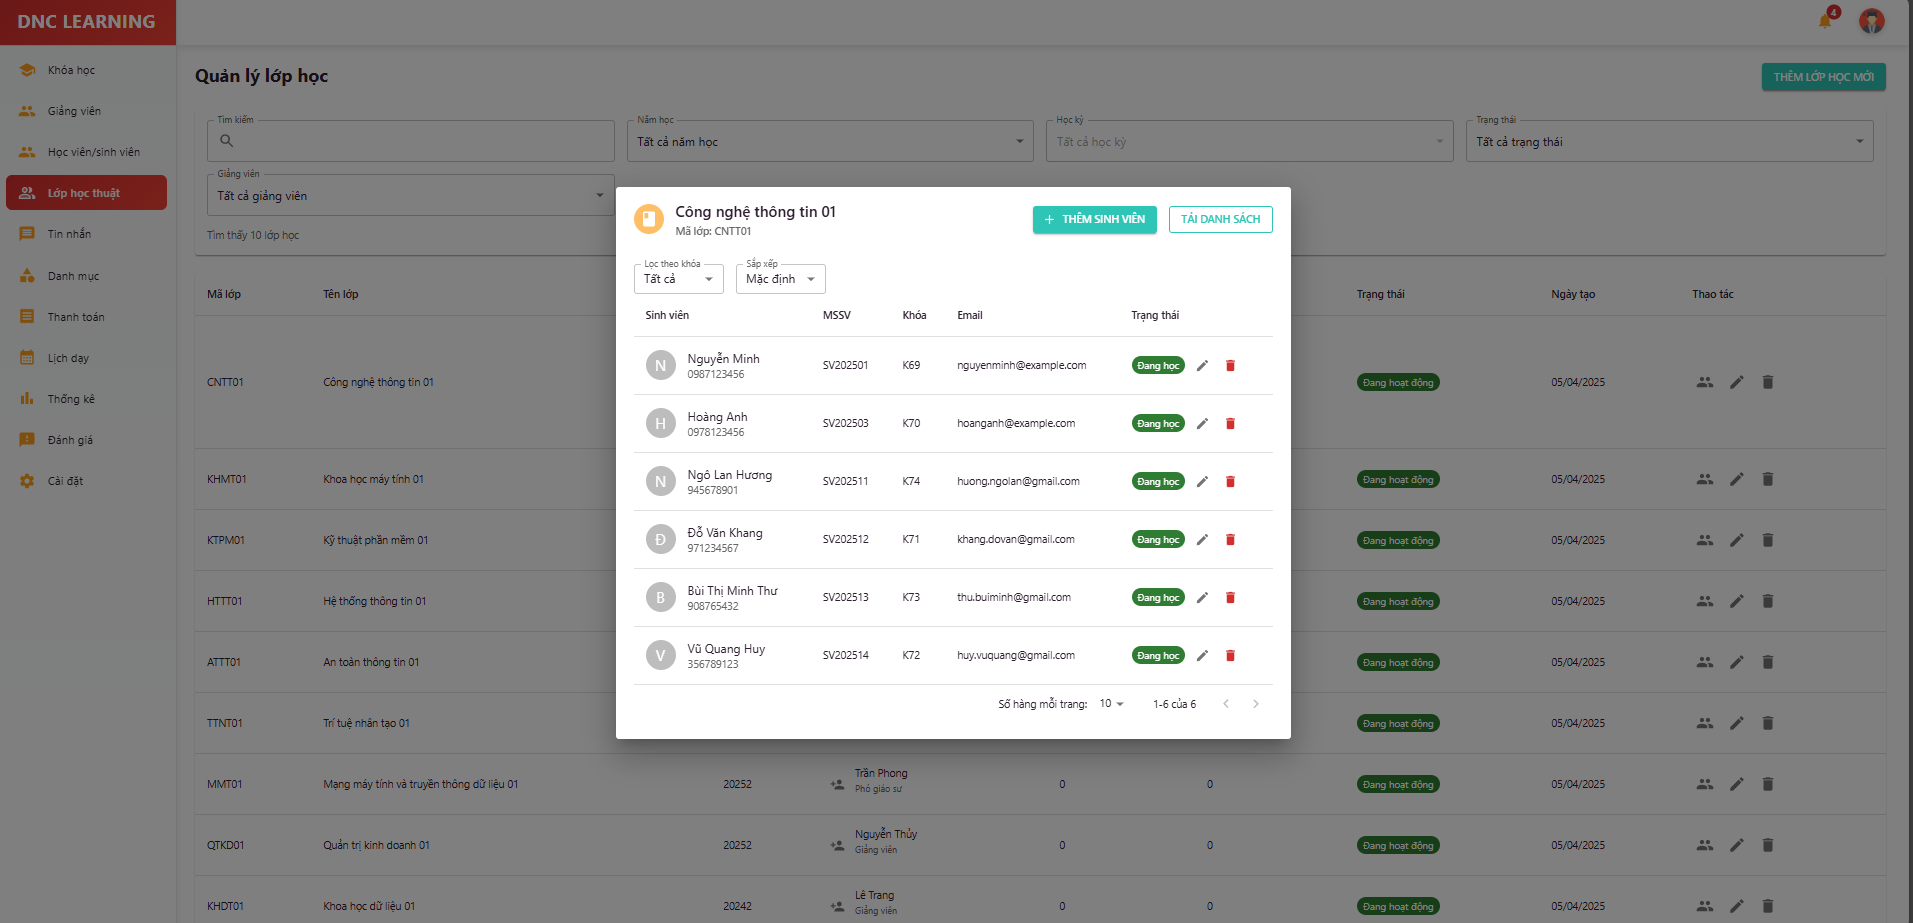 DNC LEARNING
4
Khóa học
Giảng viên
Học viên/sinh viên
Lớp học thuật
Tin nhắn
Danh mục
Thanh toán
Lịch dạy
Thống kê
Đánh giá
Cài đặt
Quản lý lớp học
THÊM LỚP HỌC MỚI
Tìm kiếm
Năm học
Tất cả năm học
Học kỳ
Tất cả học kỳ
Trạng thái
Tất cả trạng thái
Giảng viên
Tất cả giảng viên
Tìm thấy 10 lớp học
Mã lớp Tên lớp Trạng thái Ngày tạo Thao tác
CNTT01 Công nghệ thông tin 01 Đang hoạt động 05/04/2025
KHMT01 Khoa học máy tính 01 Đang hoạt động 05/04/2025
KTPM01 Kỹ thuật phần mềm 01 Đang hoạt động 05/04/2025
HTTT01 Hệ thống thông tin 01 Đang hoạt động 05/04/2025
ATTT01 An toàn thông tin 01 Đang hoạt động 05/04/2025
TTNT01 Trí tuệ nhân tạo 01 Đang hoạt động 05/04/2025
MMT01 Mạng máy tính và truyền thông dữ liệu 01 20252 Trần Phong 0 0 Đang hoạt động 05/04/2025
Phó giáo sư
QTKD01 Quản trị kinh doanh 01 20252 Nguyễn Thủy 0 0 Đang hoạt động 05/04/2025
Giảng viên
KHDT01 Khoa học dữ liệu 01 20242 Lê Trang 0 0 Đang hoạt động 05/04/2025
Giảng viên
Công nghệ thông tin 01
Mã lớp: CNTT01
+ THÊM SINH VIÊN
TẢI DANH SÁCH
Lọc theo khóa
Tất cả
Sắp xếp
Mặc định
Sinh viên MSSV Khóa Email Trạng thái
N Nguyễn Minh SV202501 K69 nguyenminh@example.com Đang học
0987123456
H Hoàng Anh SV202503 K70 hoanganh@example.com Đang học
0978123456
N Ngô Lan Hương SV202511 K74 huong.ngolan@gmail.com Đang học
945678901
Đ Đỗ Văn Khang SV202512 K71 khang.dovan@gmail.com Đang học
971234567
B Bùi Thị Minh Thư SV202513 K73 thu.buiminh@gmail.com Đang học
908765432
V Vũ Quang Huy SV202514 K72 huy.vuquang@gmail.com Đang học
356789123
Số hàng mỗi trang: 10 1-6 của 6